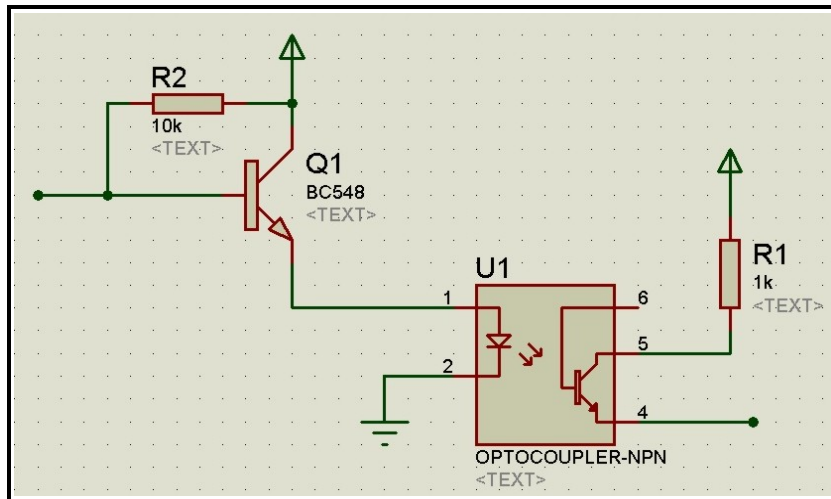 R2
10k
<TEXT>
Q1
BC548
<TEXT>
R1
1k
<TEXT>
U1
1
2
6
5
4
OPTOCOUPLER-NPN
<TEXT>